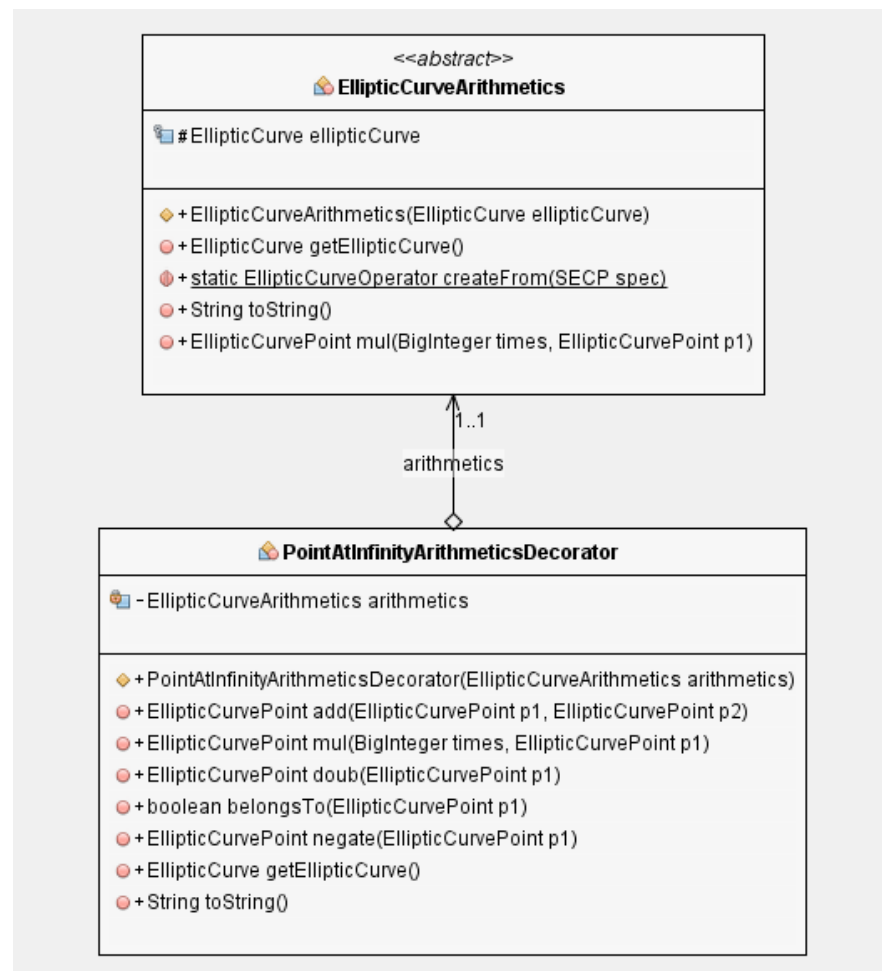 <<abstract>>
EllipticCurveArithmetics
#EllipticCurve ellipticCurve
+EllipticCurveArithmetics(EllipticCurve ellipticCurve)
+EllipticCurve getEllipticCurve()
+static EllipticCurveOperator createFrom(SECP spec)
+String toString()
+EllipticCurvePoint mul(BigInteger times, EllipticCurvePoint p1)
1..1
arithmetics
PointAtInfinityArithmeticsDecorator
-EllipticCurveArithmetics arithmetics
+PointAtInfinityArithmeticsDecorator(EllipticCurveArithmetics arithmetics)
+EllipticCurvePoint add(EllipticCurvePoint p1, EllipticCurvePoint p2)
+EllipticCurvePoint mul(BigInteger times, EllipticCurvePoint p1)
+EllipticCurvePoint doub(EllipticCurvePoint p1)
+boolean belongsTo(EllipticCurvePoint p1)
+EllipticCurvePoint negate(EllipticCurvePoint p1)
+EllipticCurve getEllipticCurve()
+String toString()